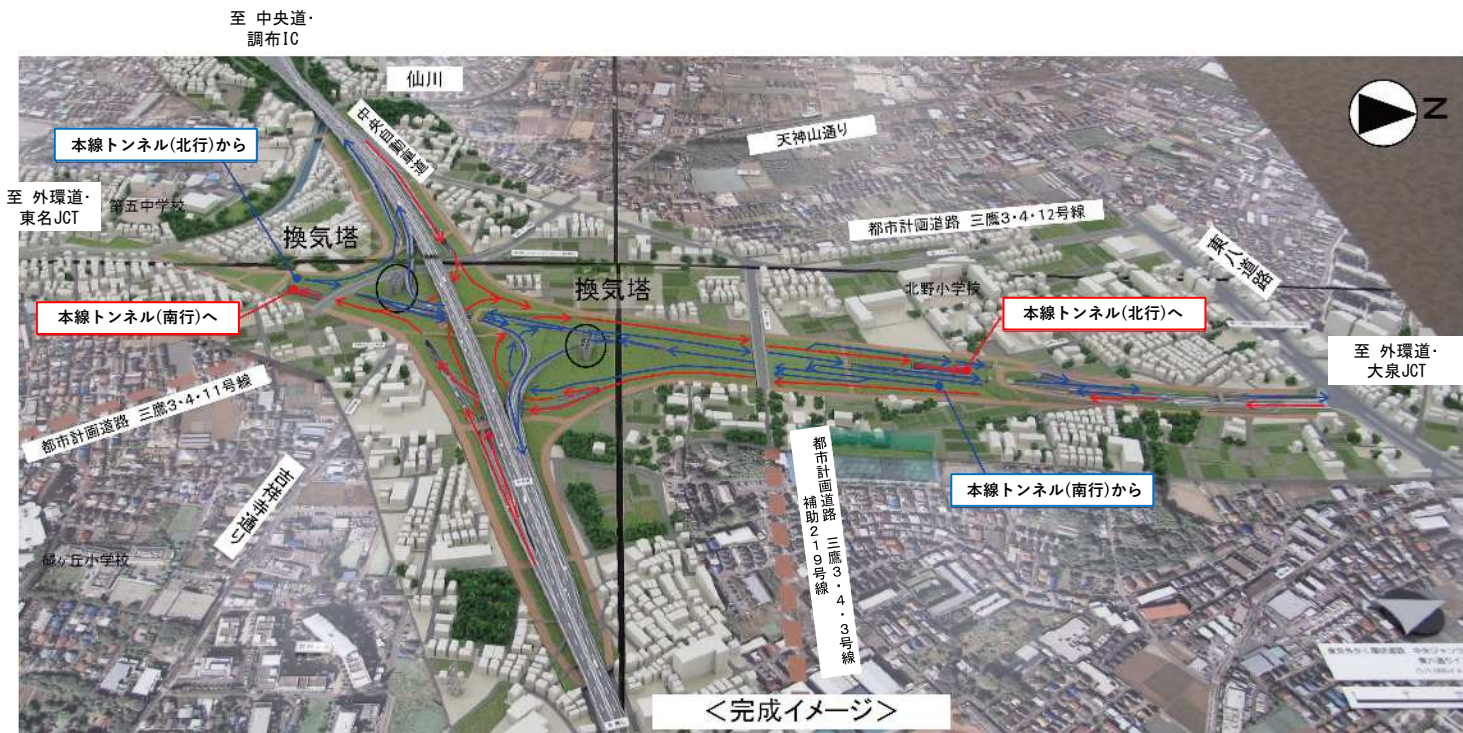 至 中央道・
調布IC
仙川
中央自動車道
天神山通り
N
本線トンネル(北行)から
至 外環道・
東名JCT
第五中学校
換気塔
都市計画道路 三鷹3・4・12号線
東八道路
換気塔
北野小学校
本線トンネル(南行)へ
本線トンネル(北行)へ
至 外環道・
大泉JCT
都市計画道路 三鷹3・4・11号線
吉祥寺通り
緑ヶ丘小学校
本線トンネル(南行)から
都市計画道路 三鷹3・4・3号線
補助219号線
＜完成イメージ＞